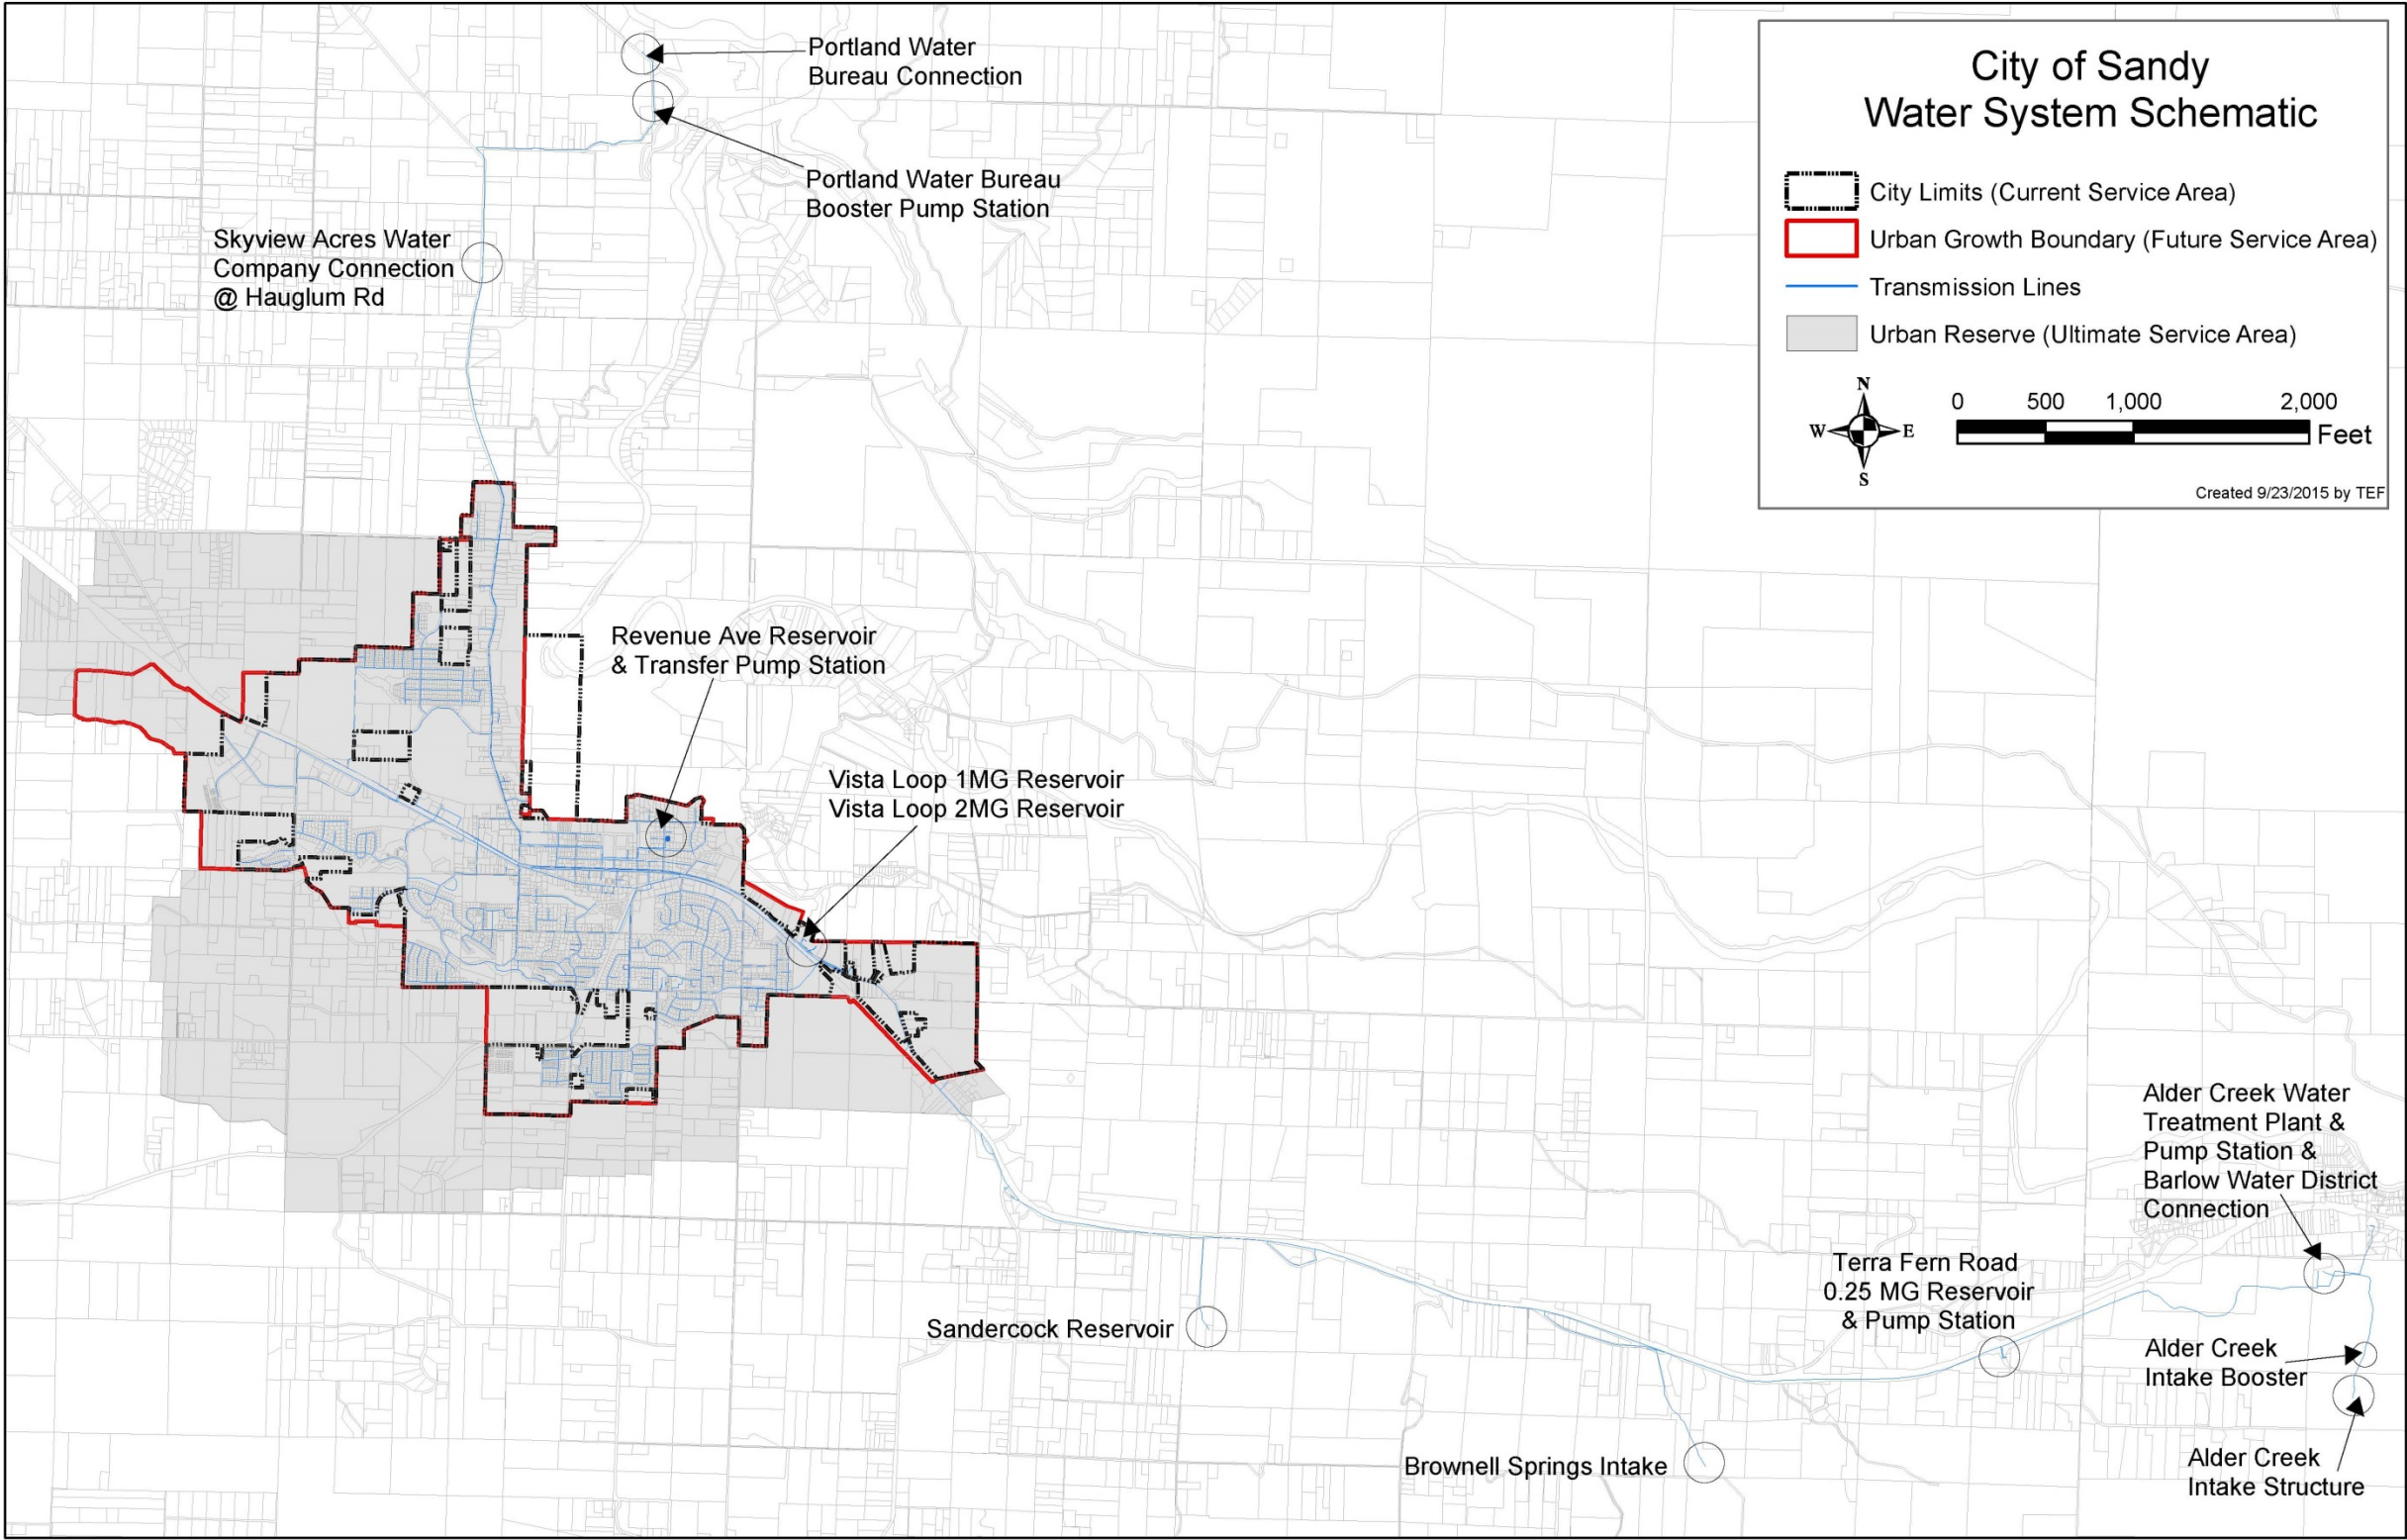 Portland Water
Bureau Connection
City of Sandy
Water System Schematic
Portland Water Bureau
Booster Pump Station
City Limits (Current Service Area)
Urban Growth Boundary (Future Service Area)
Transmission Lines
Urban Reserve (Ultimate Service Area)
Skyview Acres Water
Company Connection
@ Hauglum Rd
N
W E
S
0 500 1,000 2,000
Feet
Created 9/23/2015 by TEF
Revenue Ave Reservoir
& Transfer Pump Station
Vista Loop 1MG Reservoir
Vista Loop 2MG Reservoir
Alder Creek Water
Treatment Plant &
Pump Station &
Barlow Water District
Connection
Terra Fern Road
0.25 MG Reservoir
& Pump Station
Sandercock Reservoir
Alder Creek
Intake Booster
Brownell Springs Intake
Alder Creek
Intake Structure